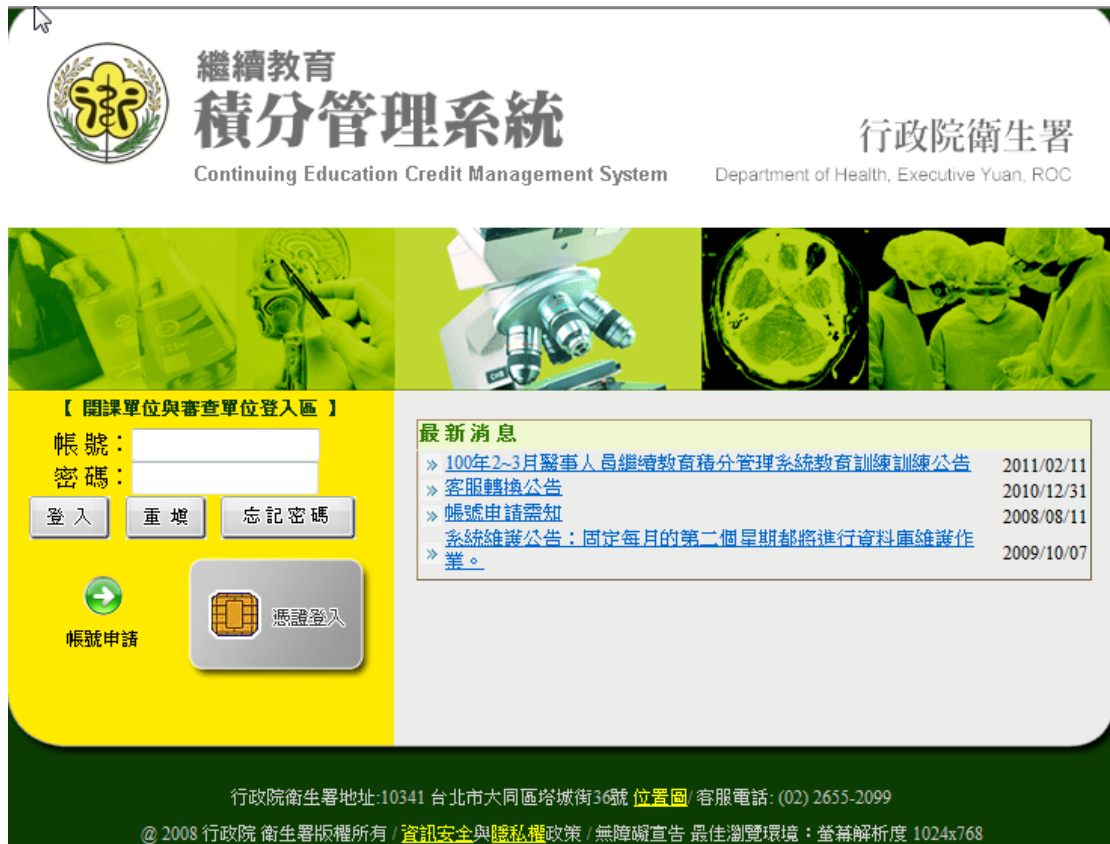 繼續教育
積分管理系統
Continuing Education Credit Management System
行政院衛生署
Department of Health, Executive Yuan, ROC
【 開課單位與審查單位登入區 】
帳號：
密碼：
登入 重填 忘記密碼
帳號申請
憑證登入
最新消息
» 100年2~3月醫事人員繼續教育積分管理系統教育訓練訓練公告 2011/02/11
» 客服轉換公告 2010/12/31
» 帳號申請需知 2008/08/11
» 系統維護公告：固定每月的第二個星期都將進行資料庫維護作
業。 2009/10/07
行政院衛生署地址:10341 台北市大同區塔城街36號 位置圖/ 客服電話: (02) 2655-2099
@ 2008 行政院 衛生署版權所有 / 資訊安全與隱私權政策 / 無障礙宣告 最佳瀏覽環境：螢幕解析度 1024x768